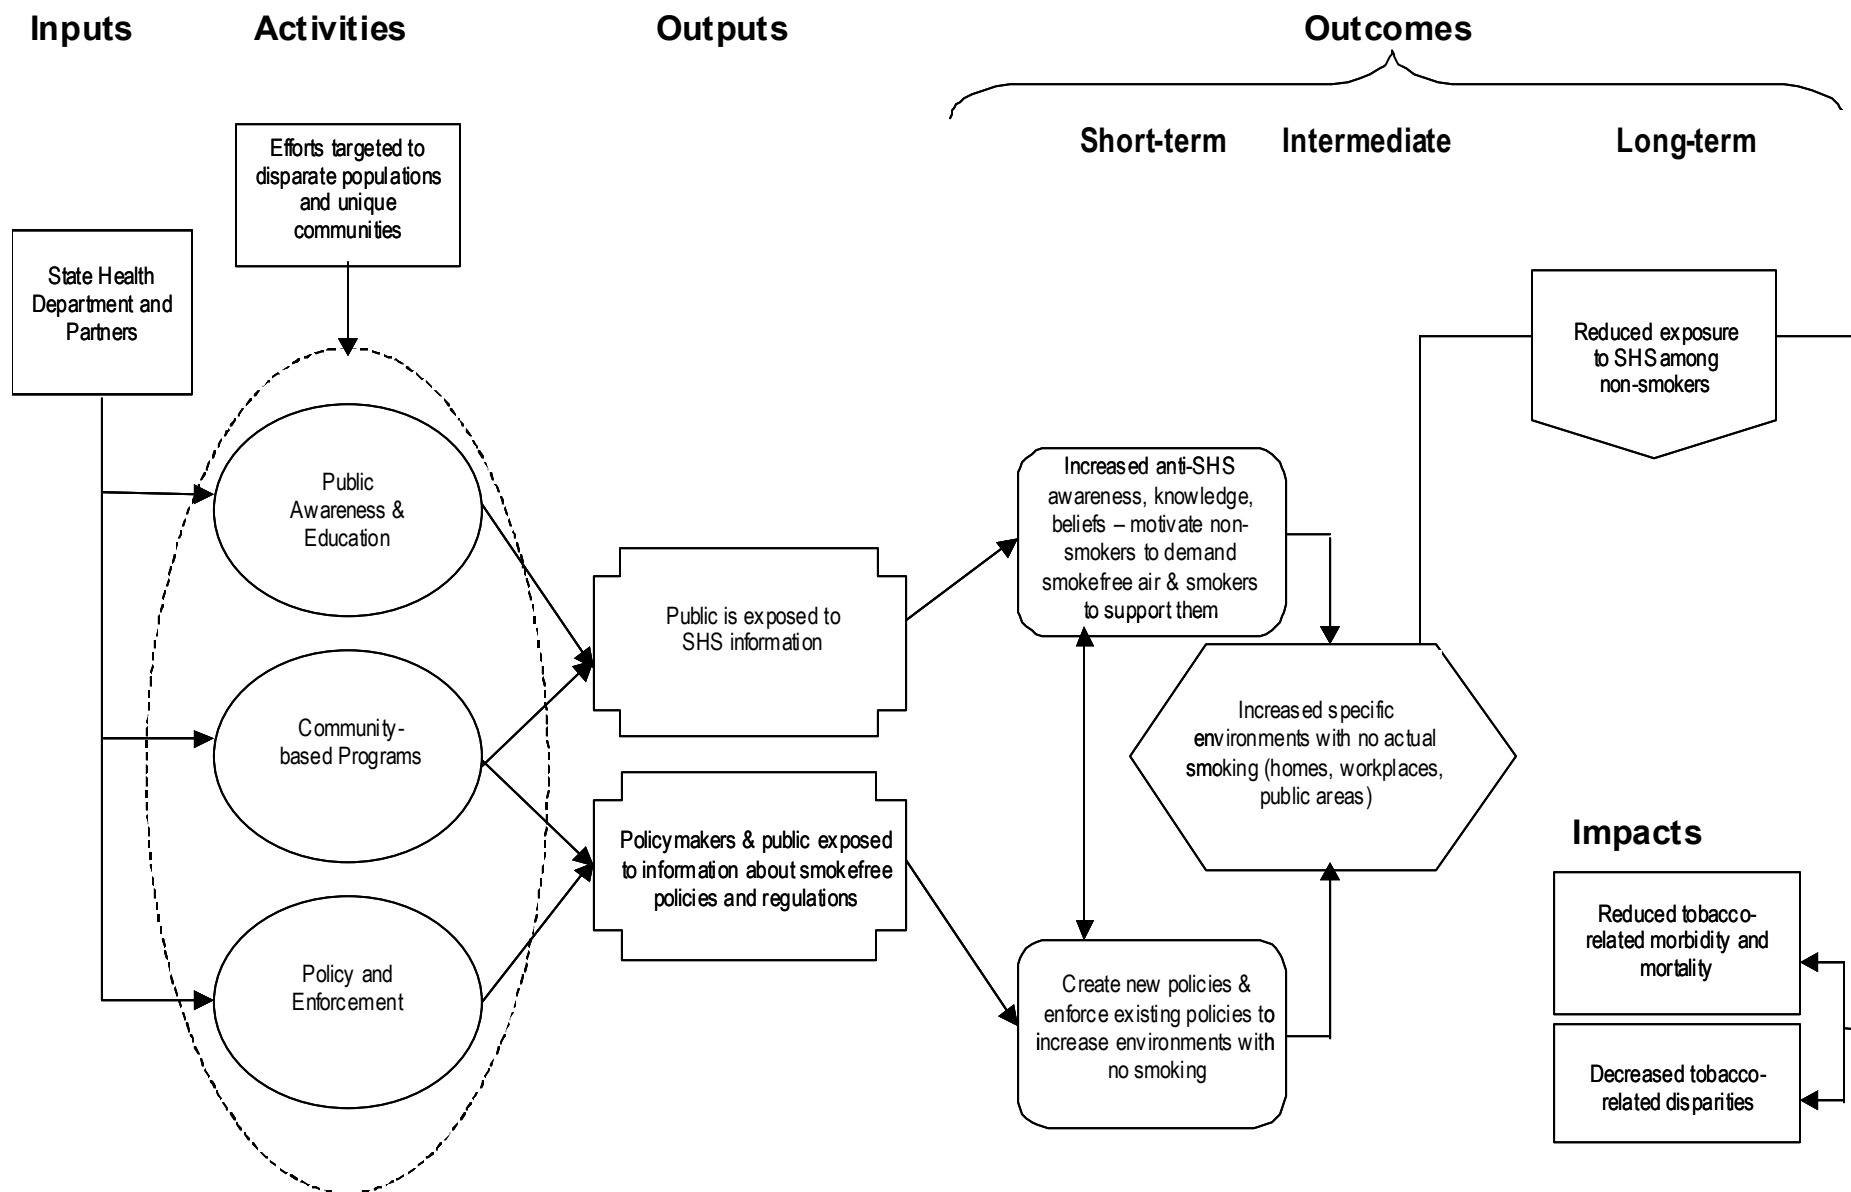 Inputs
Activities
Outputs
Outcomes
Short-term
Intermediate
Long-term
Efforts targeted to
disparate populations
and unique
communities
State Health
Department and
Partners
Public
Awareness &
Education
Community-
based Programs
Policy and
Enforcement
Public is exposed to
SHS information
Policymakers & public exposed
to information about smokefree
policies and regulations
Increased anti-SHS
awareness, knowledge,
beliefs – motivate non-
smokers to demand
smokefree air & smokers
to support them
Create new policies &
enforce existing policies to
increase environments with
no smoking
Increased specific
environments with no actual
smoking (homes, workplaces,
public areas)
Reduced exposure
to SHS among
non-smokers
Impacts
Reduced tobacco-
related morbidity and
mortality
Decreased tobacco-
related disparities